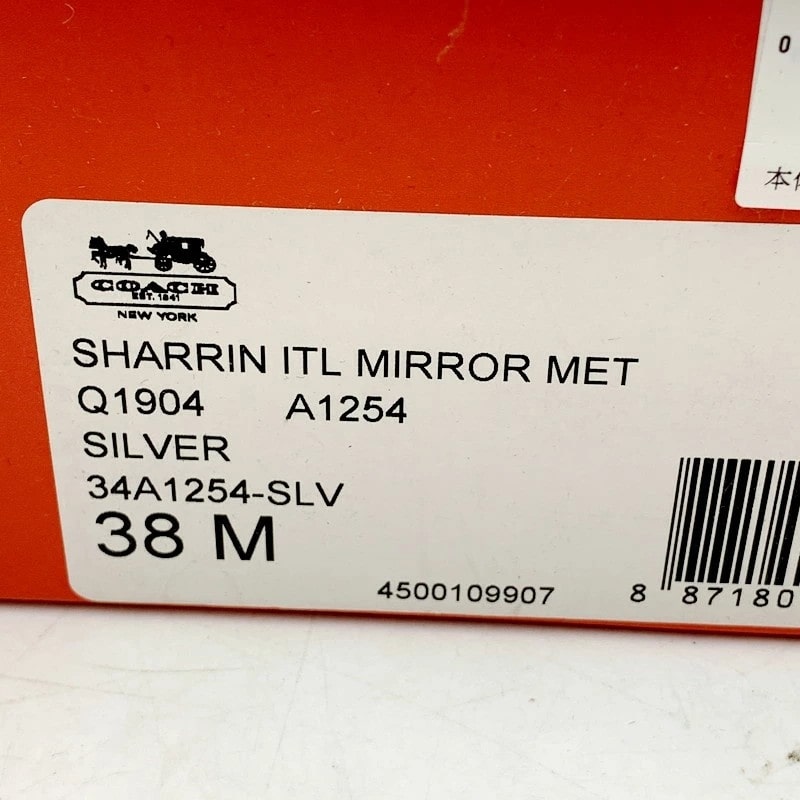 0
本体
COACH
EST. 1941
NEW YORK
SHARRIN ITL MIRROR MET
Q1904 A1254
SILVER
34A1254-SLV
38 M
4500109907
8 87180